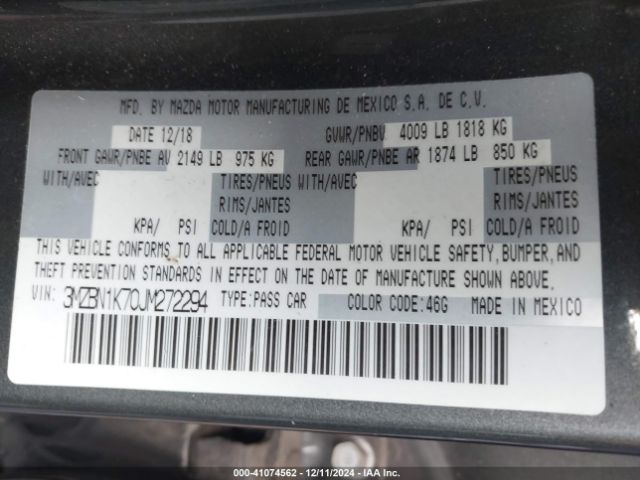 MFD. BY MAZDA MOTOR MANUFACTURING DE MEXICO S.A. DE C.V.
DATE 12/18 GVWR/PNBV 4009 LB 1818 KG
FRONT GAWR/PNBE AV 2149 LB 975 KG REAR GAWR/PNBE AR 1874 LB 850 KG
WITH/AVEC TIRES/PNEUS WITH/AVEC TIRES/PNEUS
RIMS/JANTES RIMS/JANTES
KPA/ PSI COLD/A FROID KPA/ PSI COLD/A FROID
THIS VEHICLE CONFORMS TO ALL APPLICABLE FEDERAL MOTOR VEHICLE SAFETY, BUMPER, AND
THEFT PREVENTION STANDARDS IN EFFECT ON THE DATE OF MANUFACTURE SHOWN ABOVE.
VIN: 3MZBN1K70JM272294 TYPE:PASS CAR COLOR CODE:46G MADE IN MEXICO
000-41074562 - 12/11/2024 - IAA Inc.